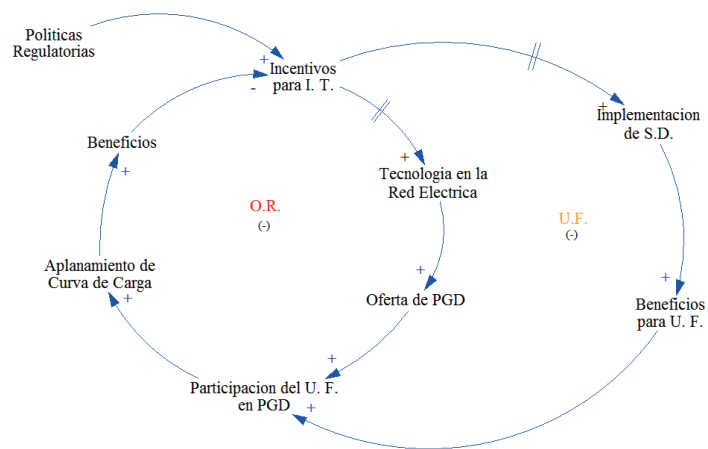 Politicas
Regulatorias
+
Incentivos
para I. T.
-
+
Implementacion
de S.D.
Beneficios
+
+
Tecnologia en la
Red Electrica
O.R.
(-)
U.F.
(-)
Aplanamiento de
Curva de Carga
+
+
Oferta de PGD
+
Beneficios
para U. F.
+
Participacion del U. F.
en PGD
+